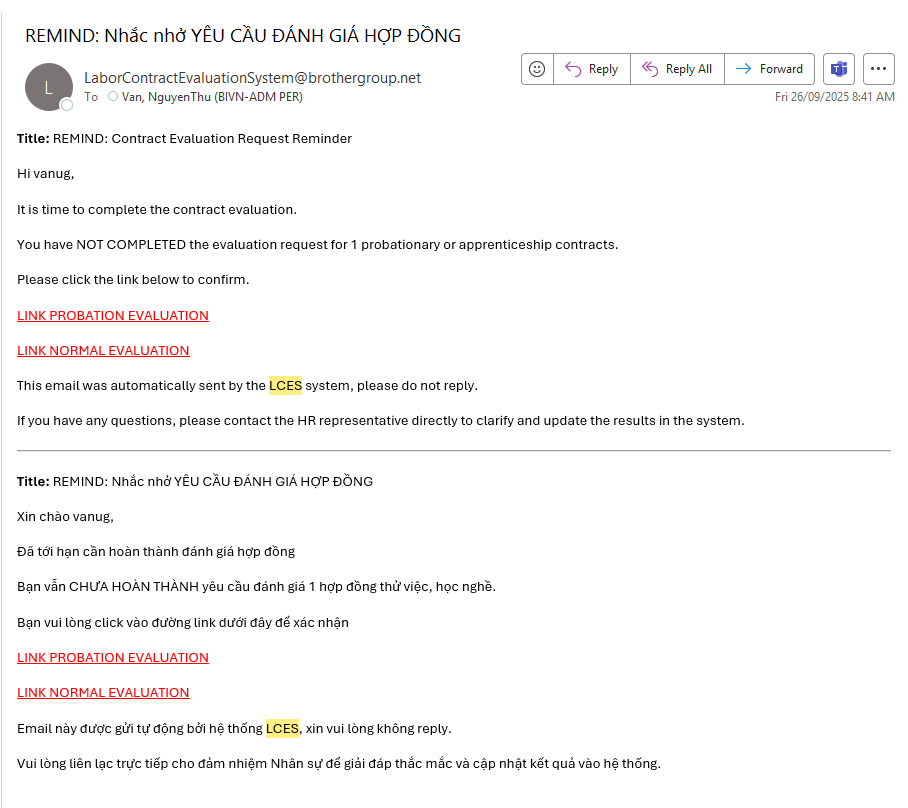 REMIND: Nhắc nhở YÊU CẦU ĐÁNH GIÁ HỢP ĐỒNG
L
LaborContractEvaluationSystem@brothergroup.net
To Van, NguyenThu (BIVN-ADM PER)
Reply
Reply All
Forward
Fri 26/09/2025 8:41 AM
Title: REMIND: Contract Evaluation Request Reminder
Hi vanug,
It is time to complete the contract evaluation.
You have NOT COMPLETED the evaluation request for 1 probationary or apprenticeship contracts.
Please click the link below to confirm.
LINK PROBATION EVALUATION
LINK NORMAL EVALUATION
This email was automatically sent by the LCES system, please do not reply.
If you have any questions, please contact the HR representative directly to clarify and update the results in the system.
Title: REMIND: Nhắc nhở YÊU CẦU ĐÁNH GIÁ HỢP ĐỒNG
Xin chào vanug,
Đã tới hạn cần hoàn thành đánh giá hợp đồng
Bạn vẫn CHƯA HOÀN THÀNH yêu cầu đánh giá 1 hợp đồng thử việc, học nghề.
Bạn vui lòng click vào đường link dưới đây để xác nhận
LINK PROBATION EVALUATION
LINK NORMAL EVALUATION
Email này được gửi tự động bởi hệ thống LCES, xin vui lòng không reply.
Vui lòng liên lạc trực tiếp cho đảm nhiệm Nhân sự để giải đáp thắc mắc và cập nhật kết quả vào hệ thống.